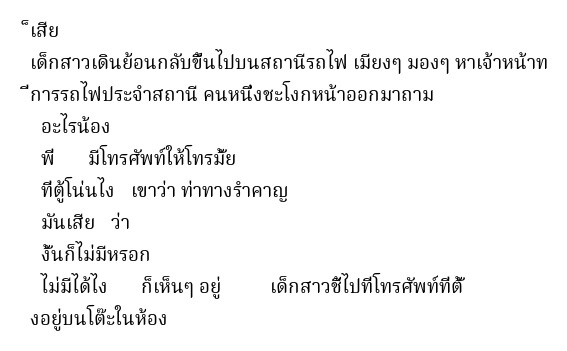 ็เสีย
เด็กสาวเดินย้อนกลับขึ้นไปบนสถานีรถไฟ เมียงๆ มองๆ หาเจ้าหน้าท
ี่การรถไฟประจำสถานี คนหนึ่งชะโงกหน้าออกมาถาม
อะไรน้อง
พี่ มีโทรศัพท์ให้โทรมั้ย
ที่ตู้โน่นไง เขาว่า ท่าทางรำคาญ
มันเสีย ว่า
งั้นก็ไม่มีหรอก
ไม่มีได้ไง ก็เห็นๆ อยู่ เด็กสาวชี้ไปที่โทรศัพท์ที่ตั้
งอยู่บนโต๊ะในห้อง